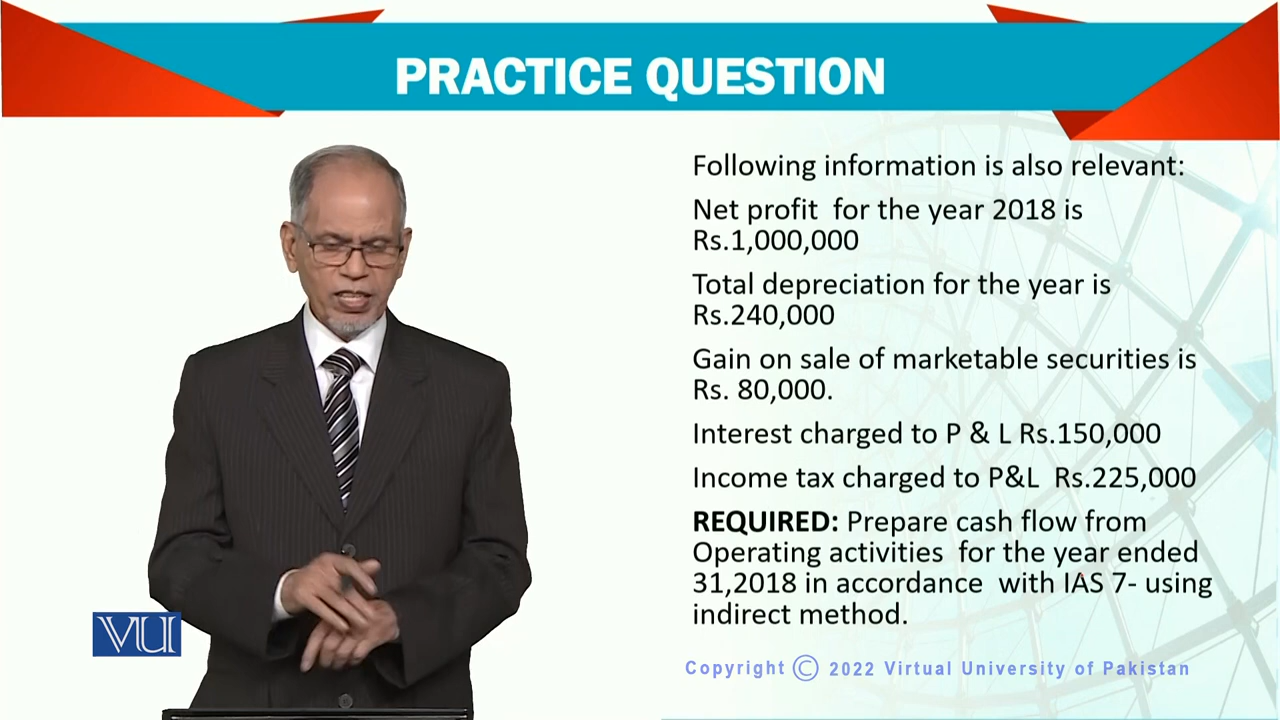 PRACTICE QUESTION
Following information is also relevant:
Net profit for the year 2018 is
Rs.1,000,000
Total depreciation for the year is
Rs.240,000
Gain on sale of marketable securities is
Rs. 80,000.
Interest charged to P & L Rs.150,000
Income tax charged to P&L Rs.225,000
REQUIRED: Prepare cash flow from
Operating activities for the year ended
31,2018 in accordance with IAS 7- using
indirect method.
VU
Copyright © 2022 Virtual University of Pakistan